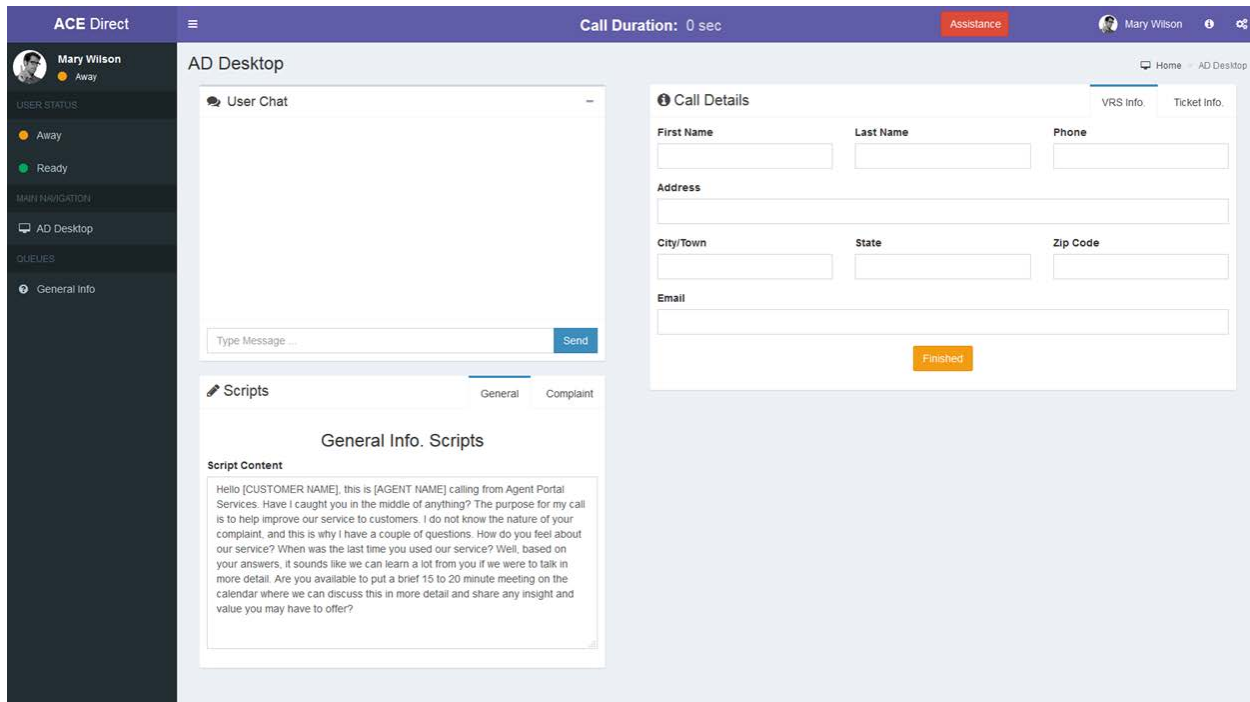 ACE Direct
Call Duration: 0 sec
Assistance
Mary Wilson
Mary Wilson
Away
USER STATUS
Away
Ready
MAIN NAVIGATION
AD Desktop
QUEUES
General Info
AD Desktop
Home
AD Desktop
User Chat
Type Message ...
Send
Scripts
General
Complaint
General Info. Scripts
Script Content
Hello [CUSTOMER NAME], this is [AGENT NAME] calling from Agent Portal
Services. Have I caught you in the middle of anything? The purpose for my call
is to help improve our service to customers. I do not know the nature of your
complaint, and this is why I have a couple of questions. How do you feel about
our service? When was the last time you used our service? Well, based on
your answers, it sounds like we can learn a lot from you if we were to talk in
more detail. Are you available to put a brief 15 to 20 minute meeting on the
calendar where we can discuss this in more detail and share any insight and
value you may have to offer?
Call Details
VRS Info.
Ticket Info.
First Name
Last Name
Phone
Address
City/Town
State
Zip Code
Email
Finished